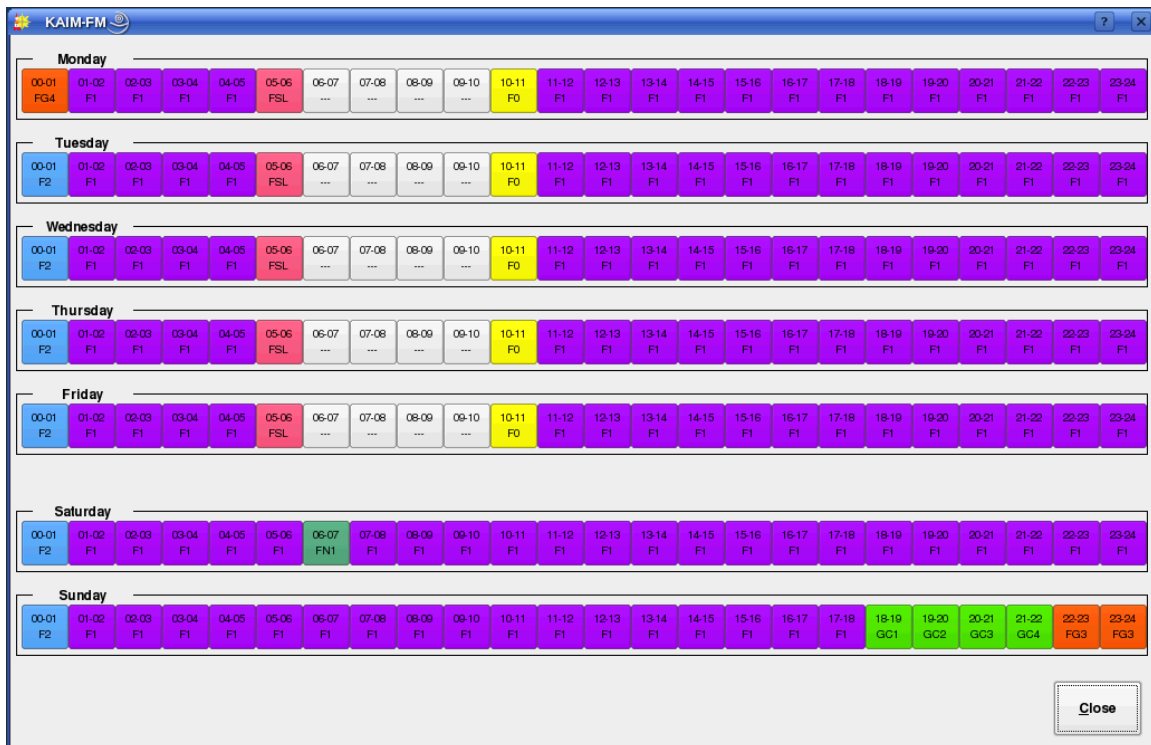 KAIM-FM
Monday
00-01 01-02 02-03 03-04 04-05 05-06 06-07 07-08 08-09 09-10 10-11 11-12 12-13 13-14 14-15 15-16 16-17 17-18 18-19 19-20 20-21 21-22 22-23 23-24
FG4 F1 F1 F1 F1 FSL --- --- --- --- F0 F1 F1 F1 F1 F1 F1 F1 F1 F1 F1 F1 F1 F1
Tuesday
00-01 01-02 02-03 03-04 04-05 05-06 06-07 07-08 08-09 09-10 10-11 11-12 12-13 13-14 14-15 15-16 16-17 17-18 18-19 19-20 20-21 21-22 22-23 23-24
F2 F1 F1 F1 F1 FSL --- --- --- --- F0 F1 F1 F1 F1 F1 F1 F1 F1 F1 F1 F1 F1 F1
Wednesday
00-01 01-02 02-03 03-04 04-05 05-06 06-07 07-08 08-09 09-10 10-11 11-12 12-13 13-14 14-15 15-16 16-17 17-18 18-19 19-20 20-21 21-22 22-23 23-24
F2 F1 F1 F1 F1 FSL --- --- --- --- F0 F1 F1 F1 F1 F1 F1 F1 F1 F1 F1 F1 F1 F1
Thursday
00-01 01-02 02-03 03-04 04-05 05-06 06-07 07-08 08-09 09-10 10-11 11-12 12-13 13-14 14-15 15-16 16-17 17-18 18-19 19-20 20-21 21-22 22-23 23-24
F2 F1 F1 F1 F1 FSL --- --- --- --- F0 F1 F1 F1 F1 F1 F1 F1 F1 F1 F1 F1 F1 F1
Friday
00-01 01-02 02-03 03-04 04-05 05-06 06-07 07-08 08-09 09-10 10-11 11-12 12-13 13-14 14-15 15-16 16-17 17-18 18-19 19-20 20-21 21-22 22-23 23-24
F2 F1 F1 F1 F1 FSL --- --- --- --- F0 F1 F1 F1 F1 F1 F1 F1 F1 F1 F1 F1 F1 F1
Saturday
00-01 01-02 02-03 03-04 04-05 05-06 06-07 07-08 08-09 09-10 10-11 11-12 12-13 13-14 14-15 15-16 16-17 17-18 18-19 19-20 20-21 21-22 22-23 23-24
F2 F1 F1 F1 F1 F1 FN1 F1 F1 F1 F1 F1 F1 F1 F1 F1 F1 F1 F1 F1 F1 F1 F1 F1
Sunday
00-01 01-02 02-03 03-04 04-05 05-06 06-07 07-08 08-09 09-10 10-11 11-12 12-13 13-14 14-15 15-16 16-17 17-18 18-19 19-20 20-21 21-22 22-23 23-24
F2 F1 F1 F1 F1 F1 F1 F1 F1 F1 F1 F1 F1 F1 F1 F1 F1 F1 GC1 GC2 GC3 GC4 FG3 FG3
Close